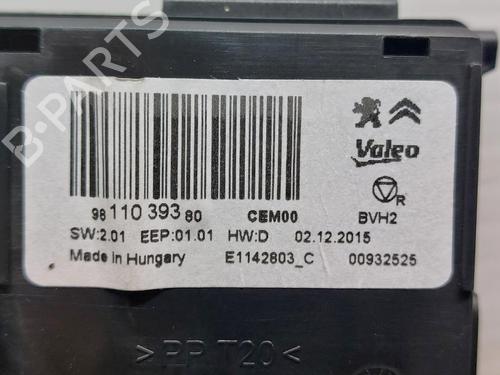 Valeo
R
98 110 393 80 CEM00 BVH2
SW:2.01 EEP:01.01 HW:D 02.12.2015
Made in Hungary E1142803_C 00932525
>PP T20<